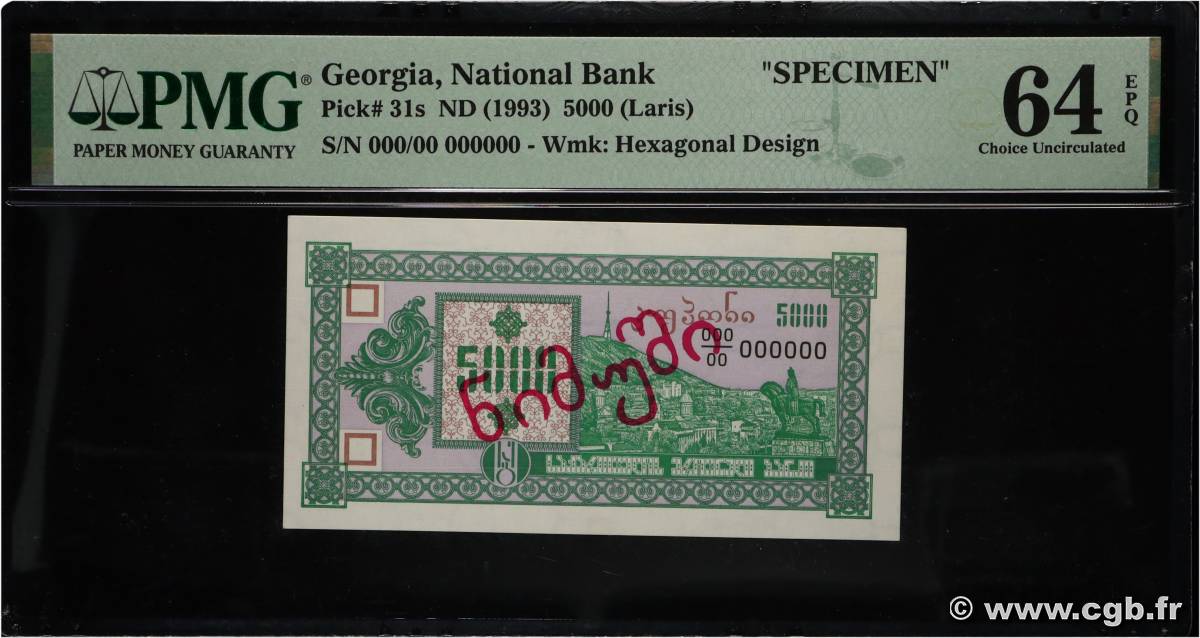 PMG®
PAPER MONEY GUARANTY
Georgia, National Bank "SPECIMEN"
Pick# 31s ND (1993) 5000 (Laris)
S/N 000/00 000000 - Wmk: Hexagonal Design
64 EPQ
Choice Uncirculated
კუპონი 5000
000/00 000000
5000
ნიმუში
© www.cgb.fr